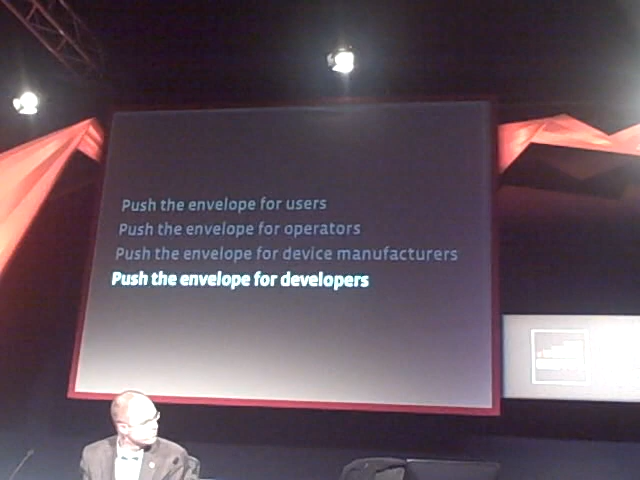 Push the envelope for users
Push the envelope for operators
Push the envelope for device manufacturers
Push the envelope for developers